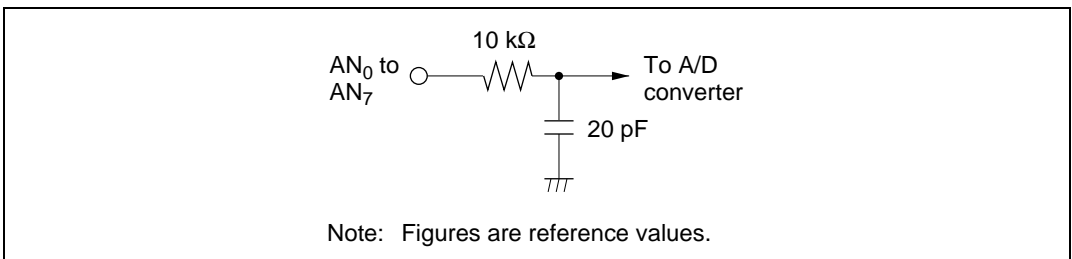 10 kΩ
AN0 to
AN7
To A/D
converter
20 pF
Note: Figures are reference values.